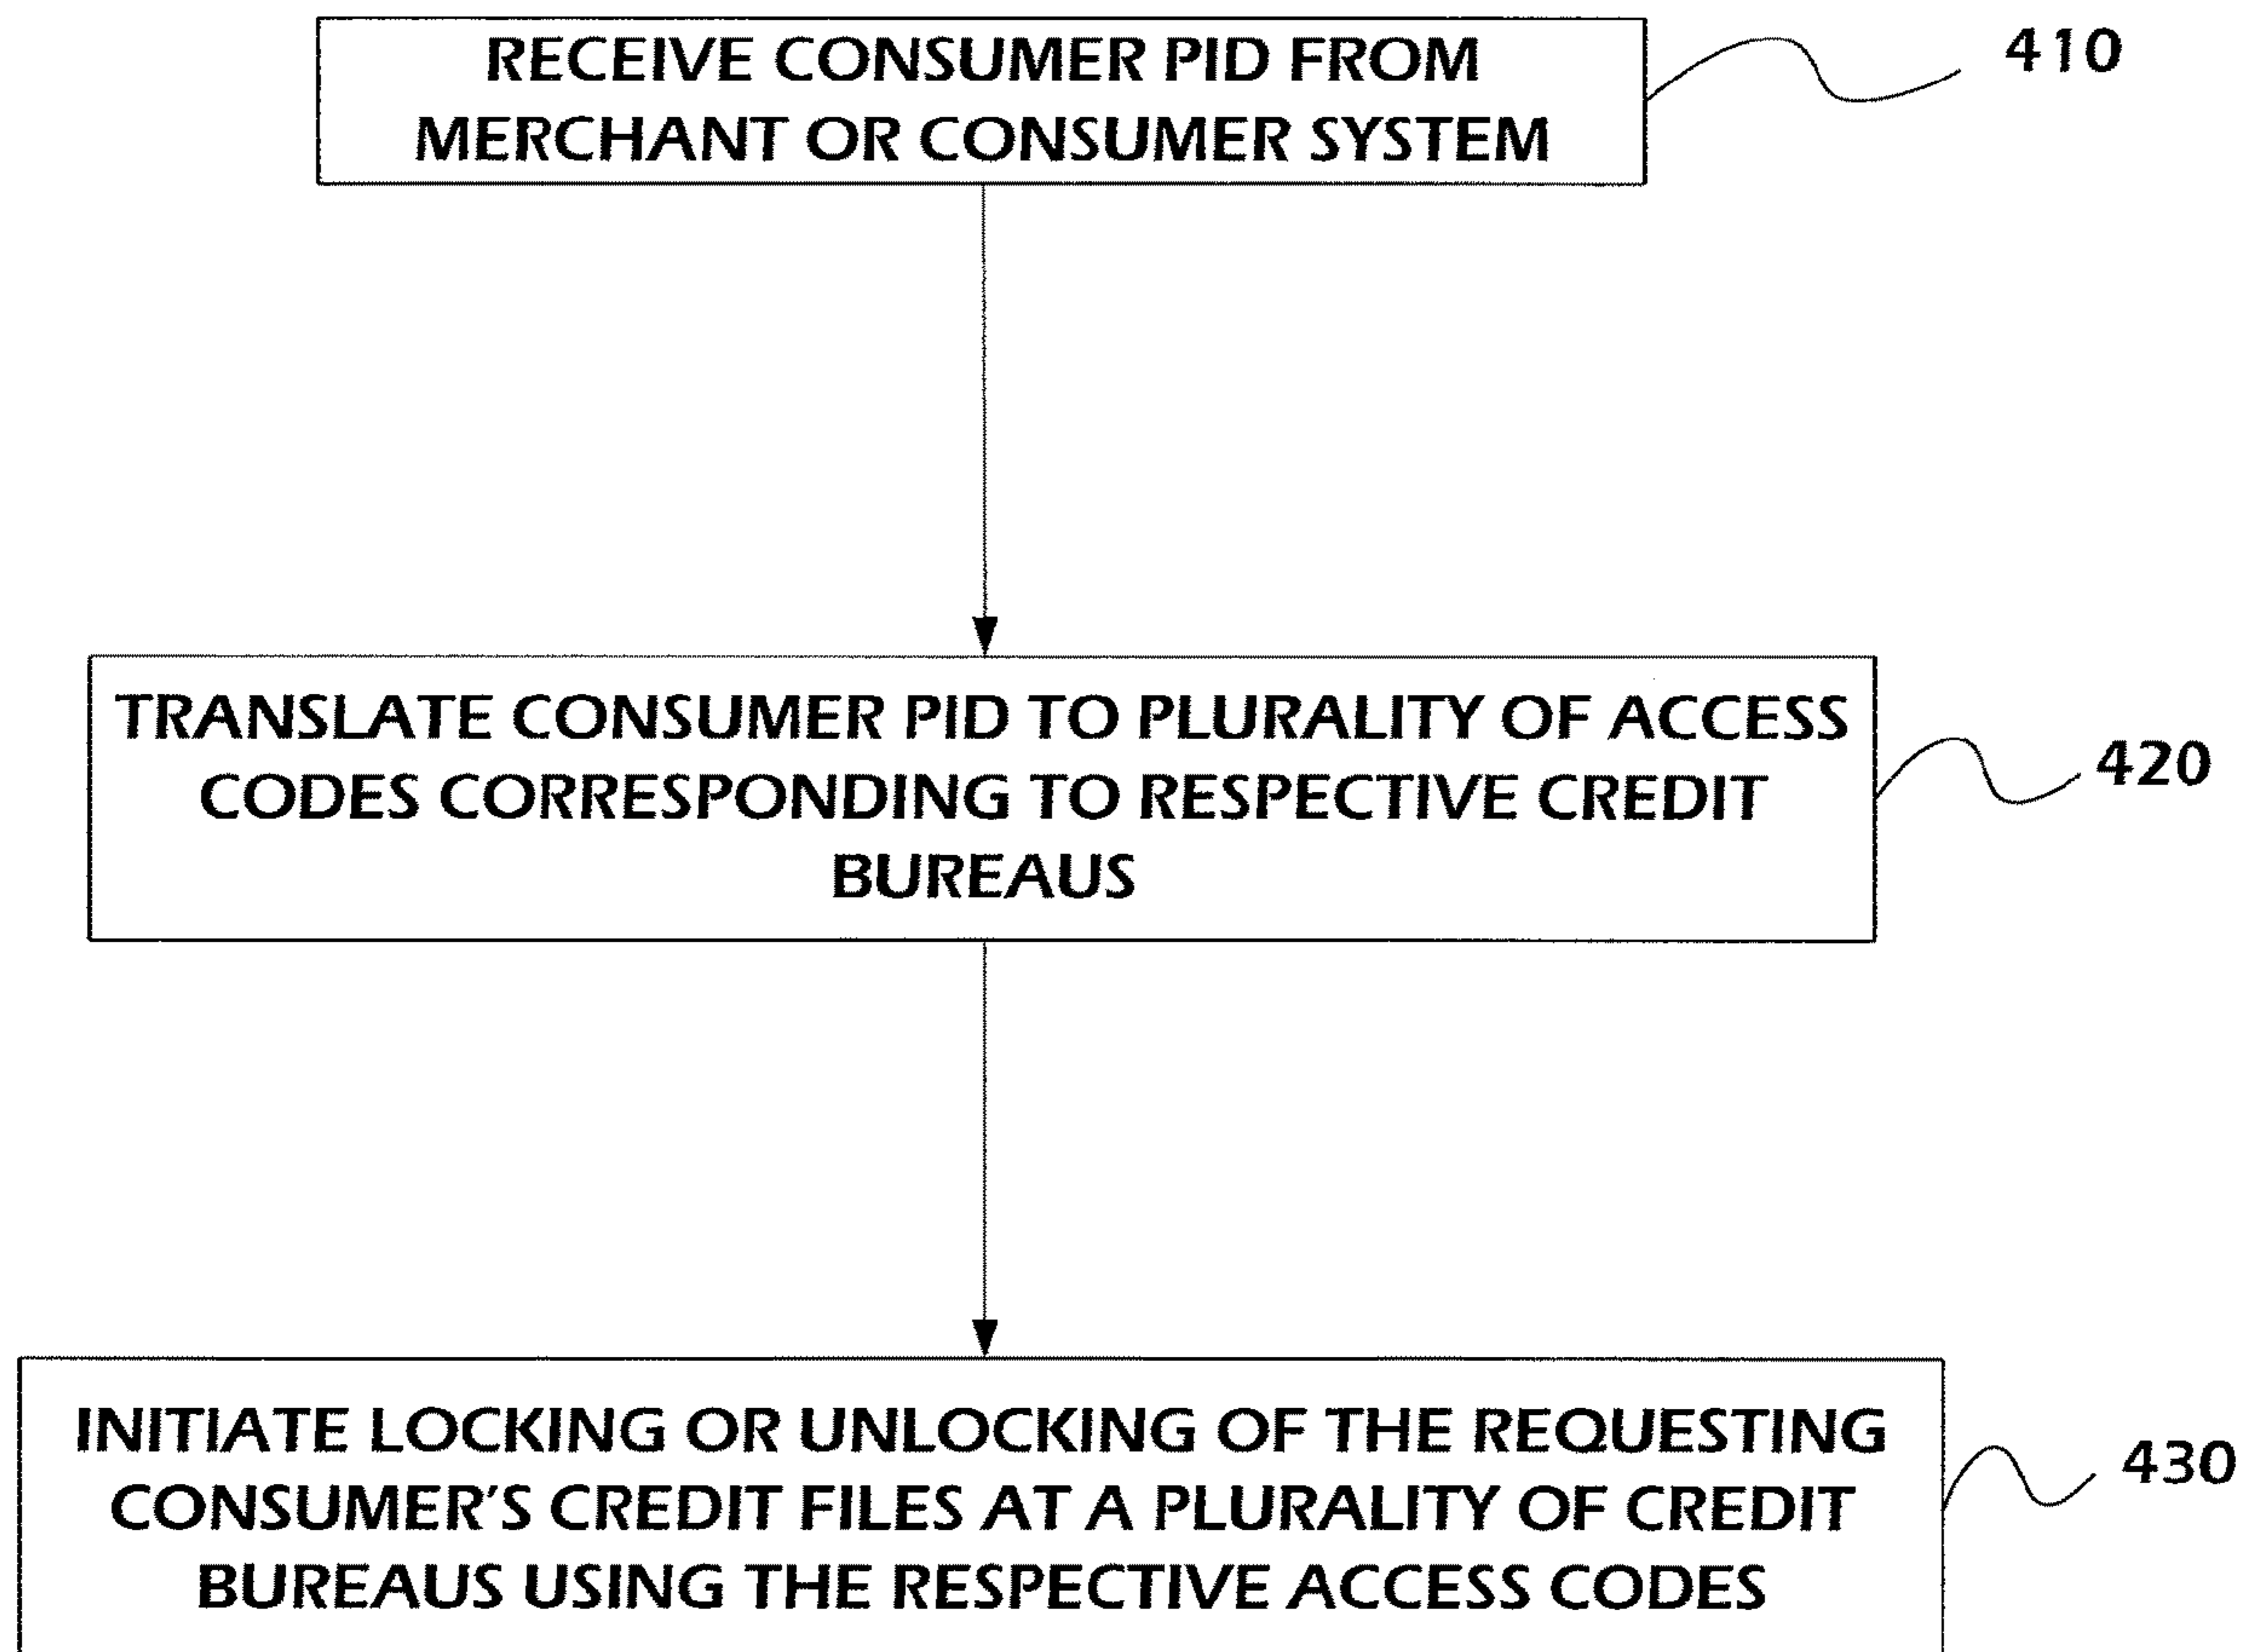 RECEIVE CONSUMER PID FROM
MERCHANT OR CONSUMER SYSTEM
410
TRANSLATE CONSUMER PID TO PLURALITY OF ACCESS
CODES CORRESPONDING TO RESPECTIVE CREDIT
BUREAUS
420
INITIATE LOCKING OR UNLOCKING OF THE REQUESTING
CONSUMER'S CREDIT FILES AT A PLURALITY OF CREDIT
BUREAUS USING THE RESPECTIVE ACCESS CODES
430